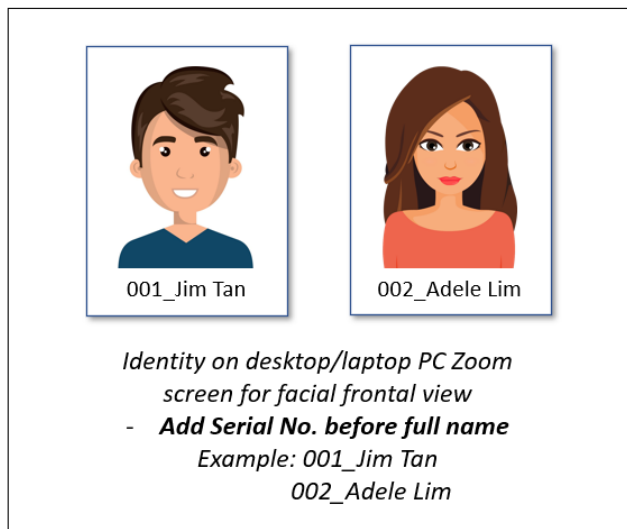 001_Jim Tan
002_Adele Lim
Identity on desktop/laptop PC Zoom
screen for facial frontal view
- Add Serial No. before full name
Example: 001_Jim Tan
002_Adele Lim